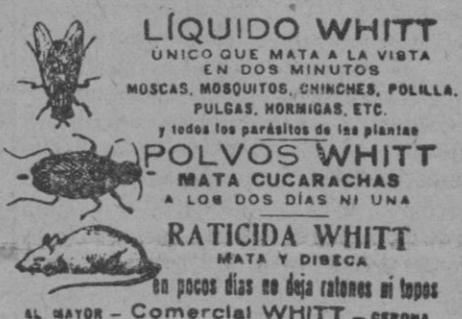 LÍQUIDO WHITT
ÚNICO QUE MATA A LA VISTA
EN DOS MINUTOS
MOSCAS, MOSQUITOS, CHINCHES, POLILLA,
PULGAS, HORMIGAS, ETC.
y todos los parásitos de las plantas
POLVOS WHITT
MATA CUCARACHAS
A LOS DOS DÍAS NI UNA
RATICIDA WHITT
MATA Y DISECA
en pocos días no deja ratones ni topos
AL MAYOR – Comercial WHITT – GERONA